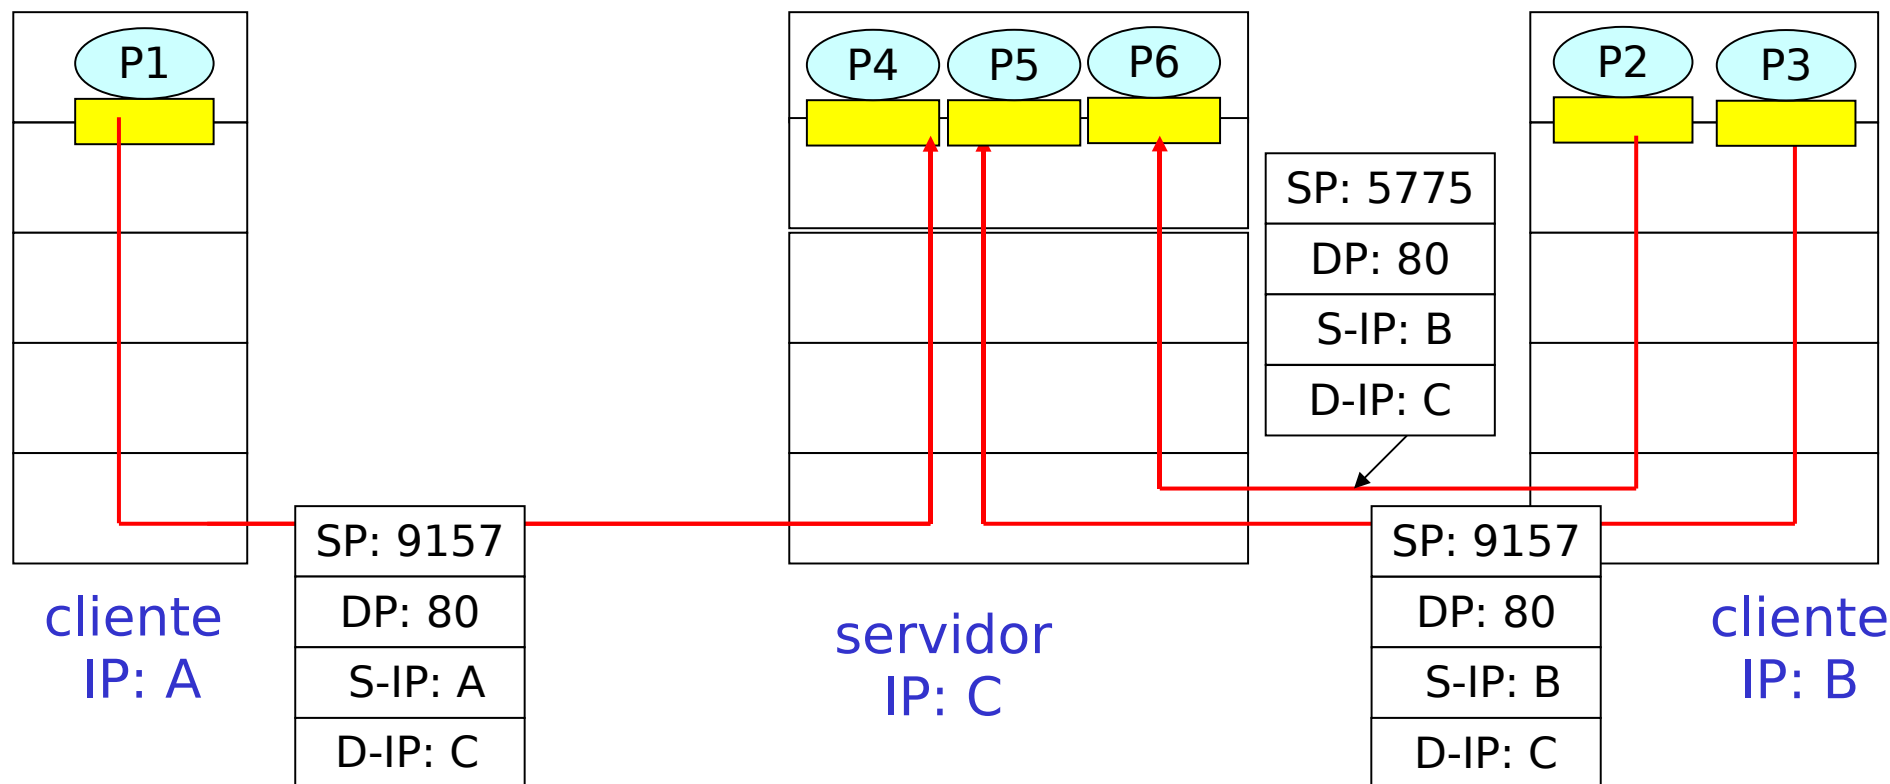 P1
P4
P5
P6
P2
P3
SP: 5775
DP: 80
S-IP: B
D-IP: C
SP: 9157
DP: 80
S-IP: A
D-IP: C
SP: 9157
DP: 80
S-IP: B
D-IP: C
cliente
IP: A
servidor
IP: C
cliente
IP: B